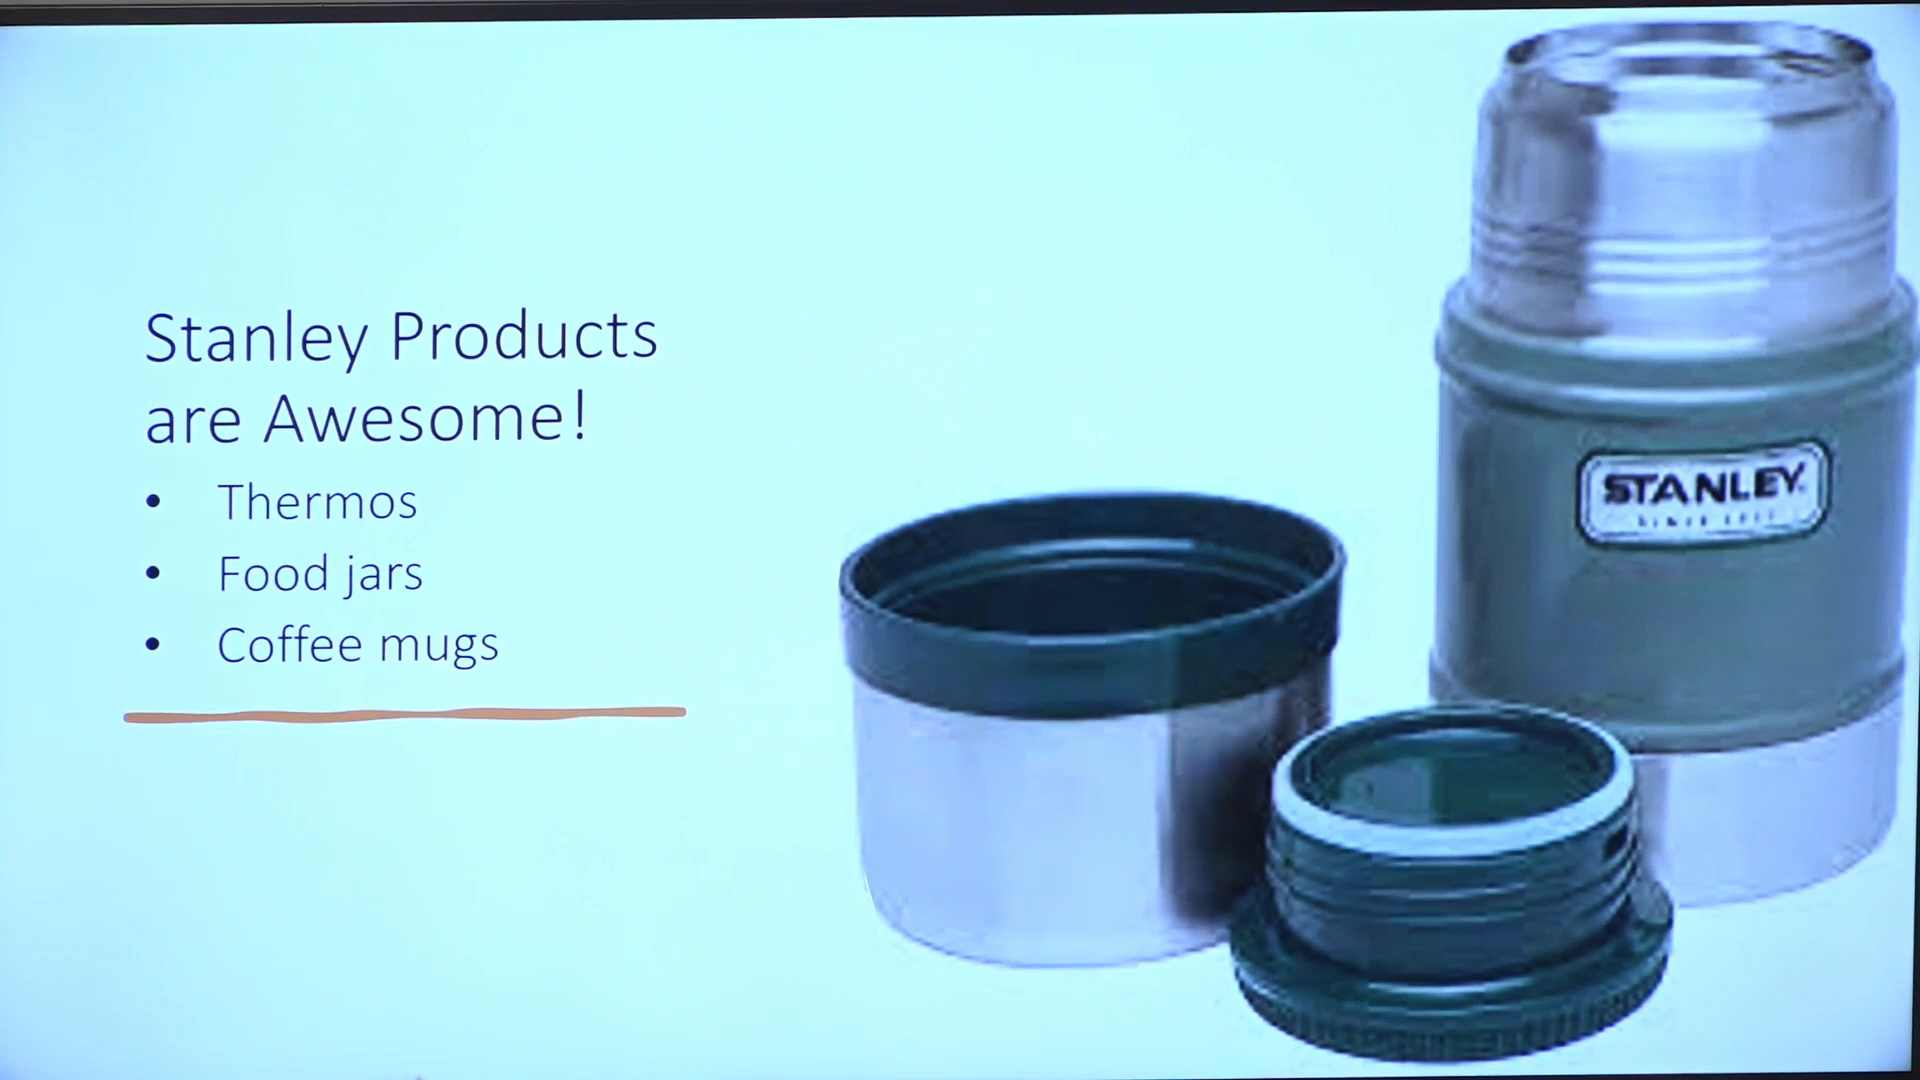 Stanley Products
are Awesome!
• Thermos
• Food jars
• Coffee mugs
STANLEY